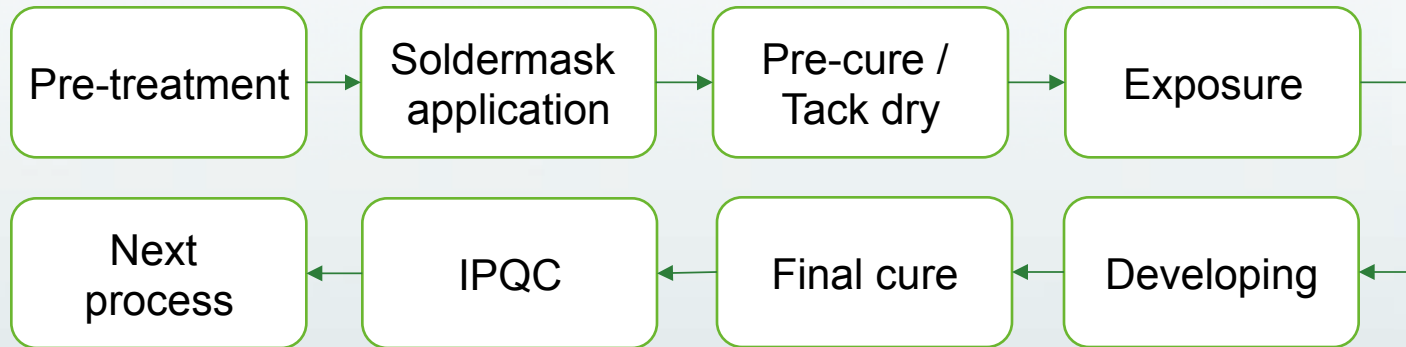 Pre-treatment
Soldermask
application
Pre-cure /
Tack dry
Exposure
Next
process
IPQC
Final cure
Developing